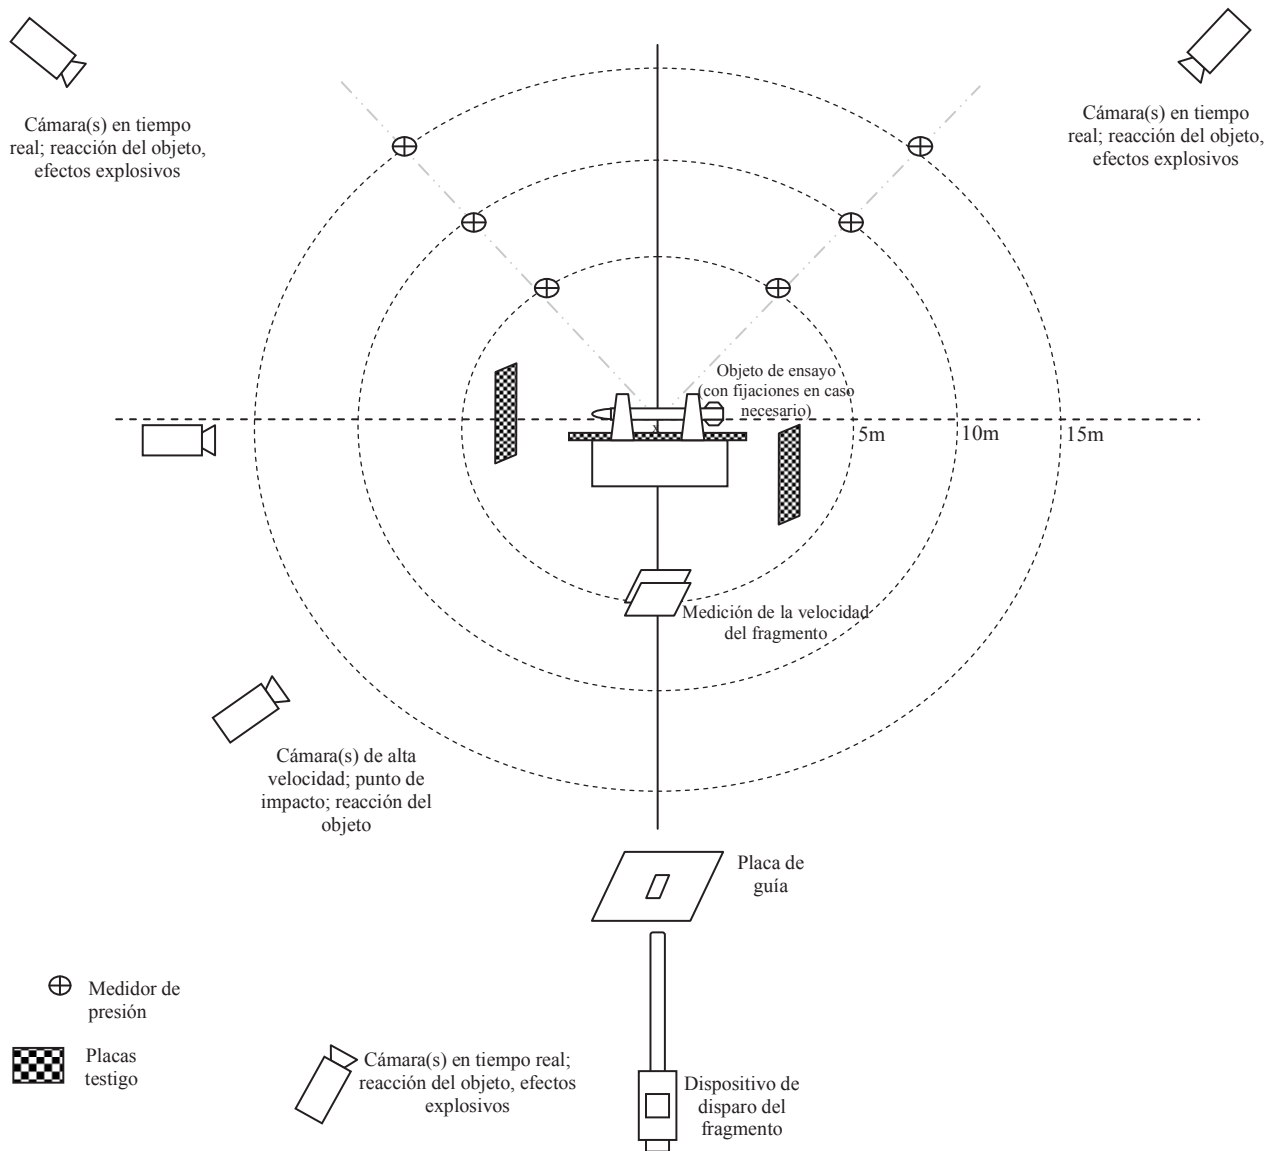 Cámara(s) en tiempo
real; reacción del objeto,
efectos explosivos
Cámara(s) en tiempo
real; reacción del objeto,
efectos explosivos
Objeto de ensayo
(con fijaciones en caso
necesario)
x
5m
10m
15m
Medición de la velocidad
del fragmento
Cámara(s) de alta
velocidad; punto de
impacto; reacción del
objeto
Placa de
guía
Medidor de
presión
Placas
testigo
Cámara(s) en tiempo real;
reacción del objeto, efectos
explosivos
Dispositivo de
disparo del
fragmento